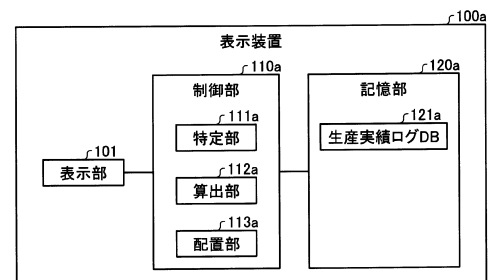 100a
表示装置
110a
制御部
111a
特定部
112a
算出部
113a
配置部
101
表示部
120a
記憶部
121a
生産実績ログDB